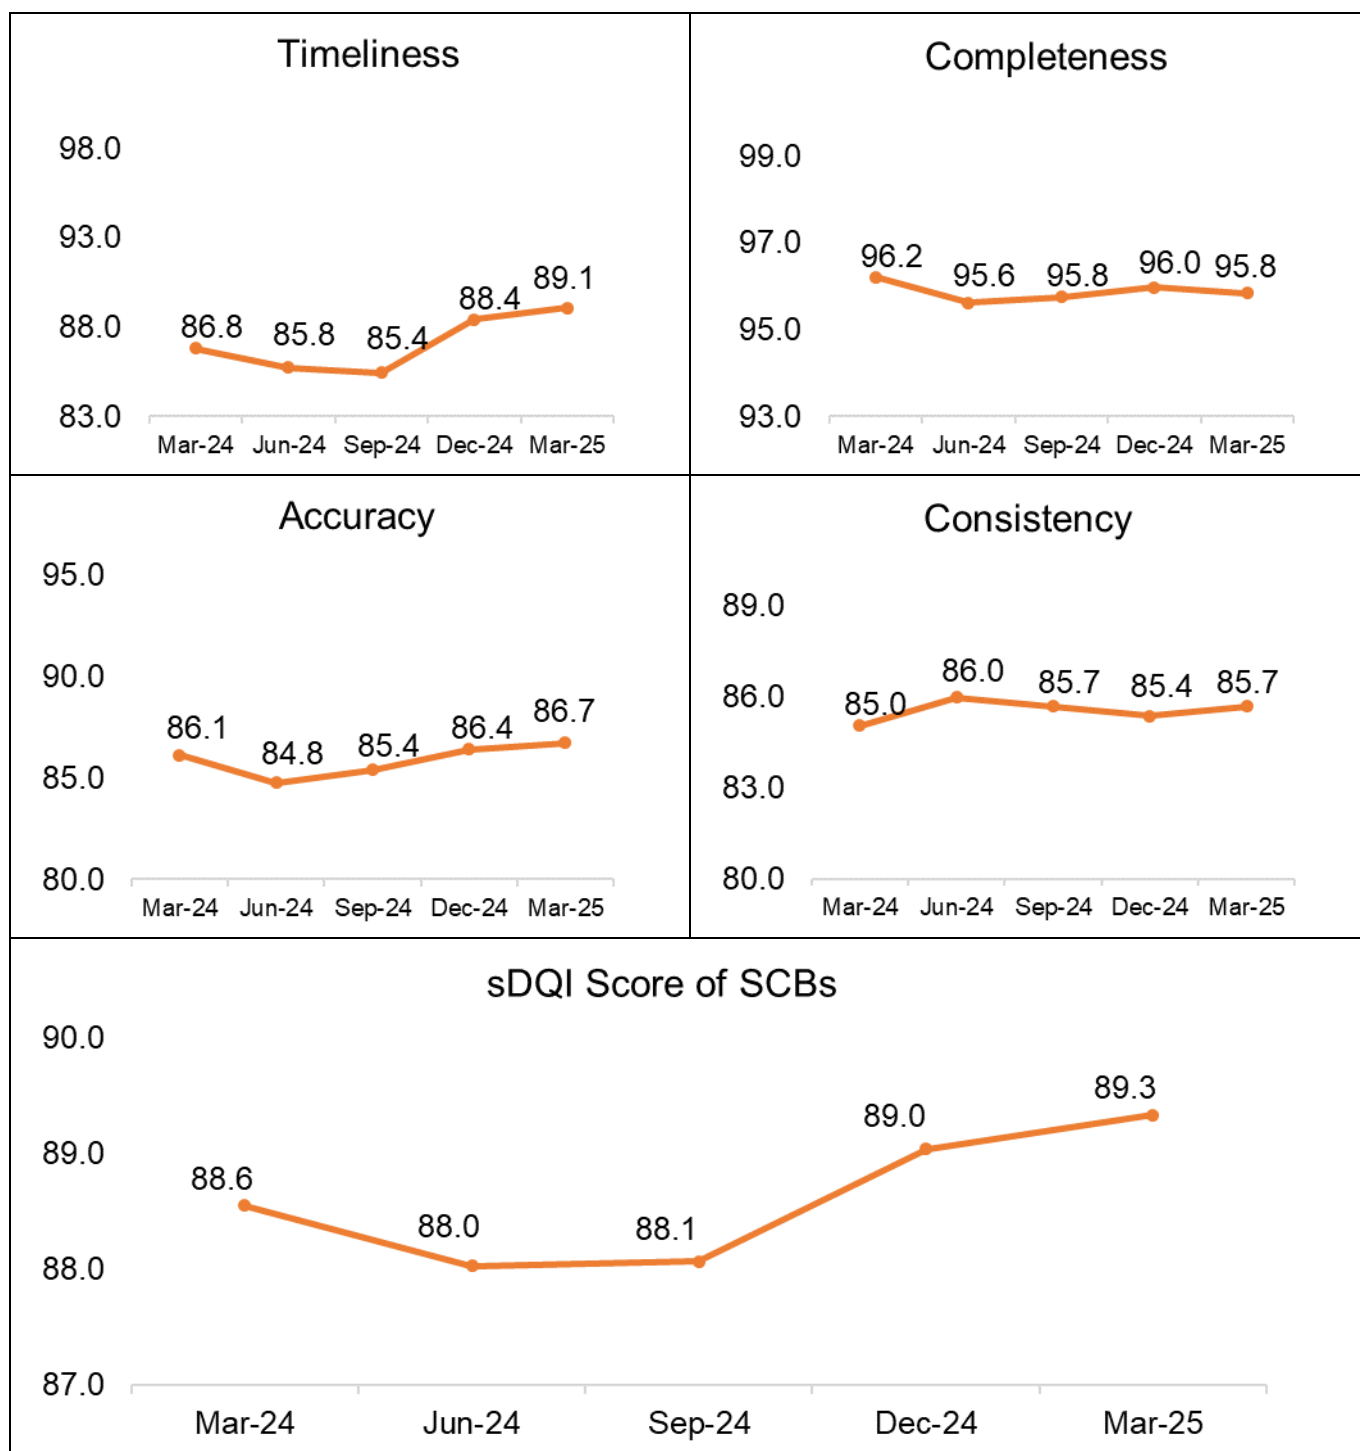 Timeliness
98.0
93.0
88.0
83.0
86.8 85.8 85.4 88.4 89.1
Mar-24 Jun-24 Sep-24 Dec-24 Mar-25
Completeness
99.0
97.0
95.0
93.0
96.2 95.6 95.8 96.0 95.8
Mar-24 Jun-24 Sep-24 Dec-24 Mar-25
Accuracy
95.0
90.0
85.0
80.0
86.1 84.8 85.4 86.4 86.7
Mar-24 Jun-24 Sep-24 Dec-24 Mar-25
Consistency
89.0
86.0
83.0
80.0
85.0 86.0 85.7 85.4 85.7
Mar-24 Jun-24 Sep-24 Dec-24 Mar-25
sDQI Score of SCBs
90.0
89.0
88.0
87.0
88.6 88.0 88.1 89.0 89.3
Mar-24 Jun-24 Sep-24 Dec-24 Mar-25